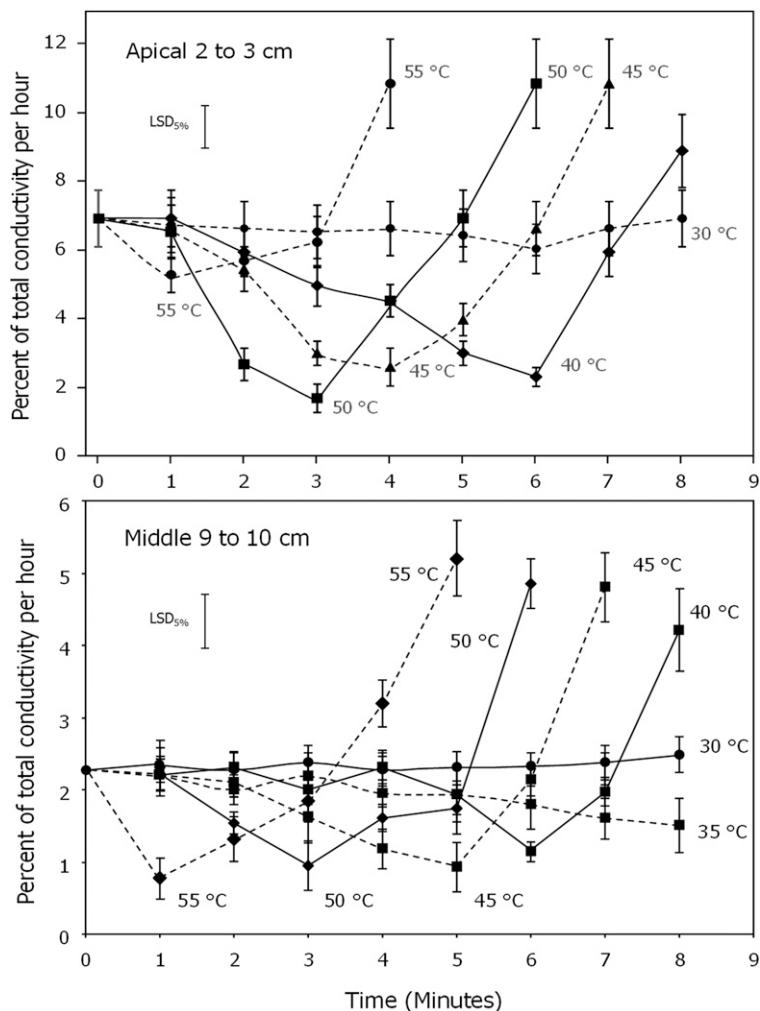 Percent of total conductivity per hour
12
10
8
6
4
2
0
Apical 2 to 3 cm
LSD5%
55 °C
50 °C
45 °C
30 °C
55 °C
45 °C
40 °C
50 °C
0 1 2 3 4 5 6 7 8 9
Percent of total conductivity per hour
6
5
4
3
2
1
0
Middle 9 to 10 cm
LSD5%
55 °C
45 °C
50 °C
40 °C
30 °C
35 °C
55 °C
50 °C
45 °C
0 1 2 3 4 5 6 7 8 9
Time (Minutes)